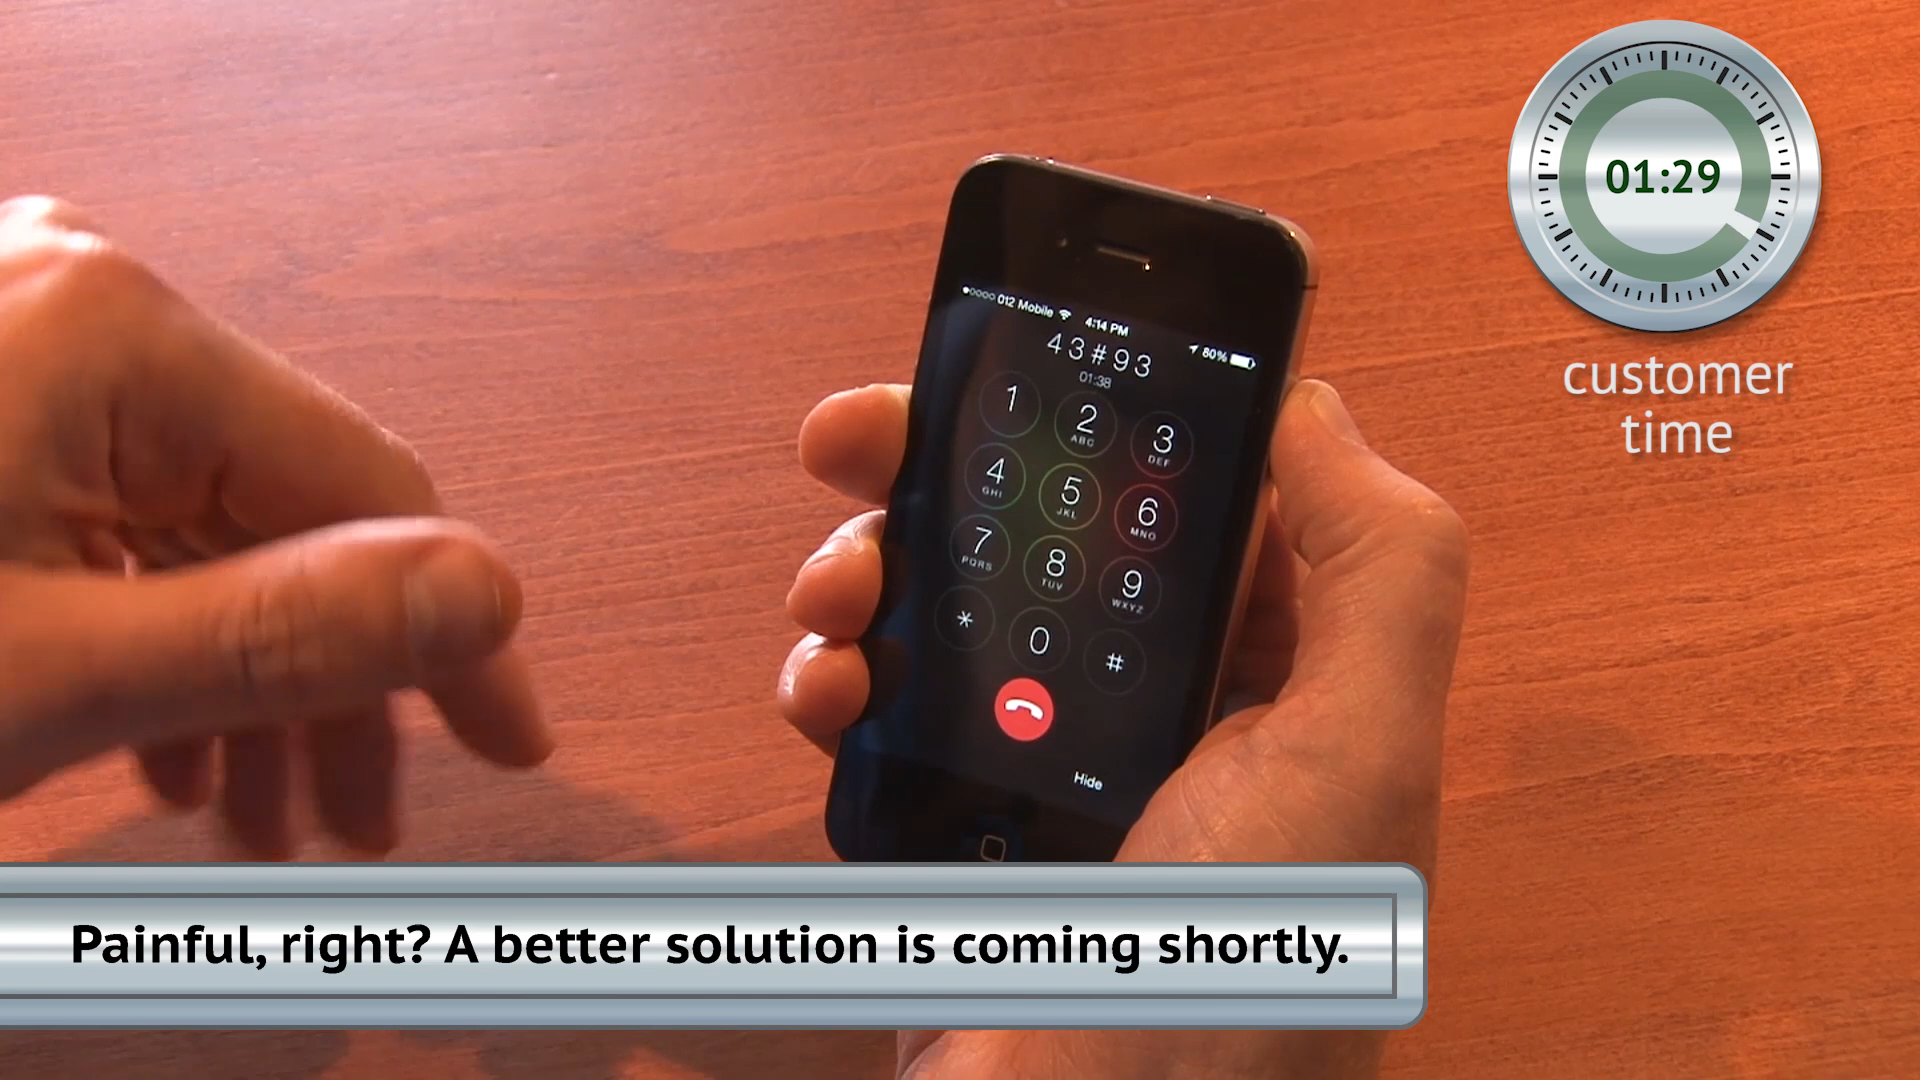 01:29
customer
time
012 Mobile 4:14 PM 80%
43#93
01:38
1
2 ABC
3 DEF
4 GHI
5 JKL
6 MNO
7 PQRS
8 TUV
9 WXYZ
*
0
#
Hide
Painful, right? A better solution is coming shortly.